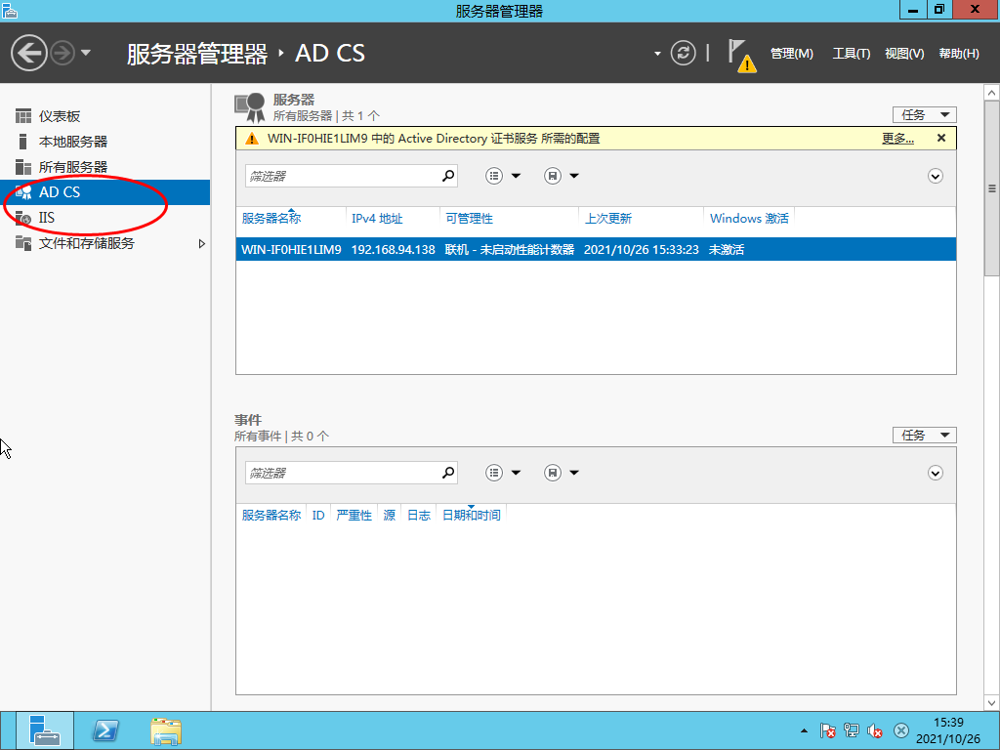 服务器管理器
服务器管理器 · AD CS
管理(M) 工具(T) 视图(V) 帮助(H)
仪表板
本地服务器
所有服务器
AD CS
IIS
文件和存储服务
服务器
所有服务器 | 共 1 个
任务
WIN-IF0HIE1LIM9 中的 Active Directory 证书服务 所需的配置 更多...
筛选器
服务器名称 IPv4 地址 可管理性 上次更新 Windows 激活
WIN-IF0HIE1LIM9 192.168.94.138 联机 - 未启动性能计数器 2021/10/26 15:33:23 未激活
事件
所有事件 | 共 0 个
任务
筛选器
服务器名称 ID 严重性 源 日志 日期和时间
15:39
2021/10/26